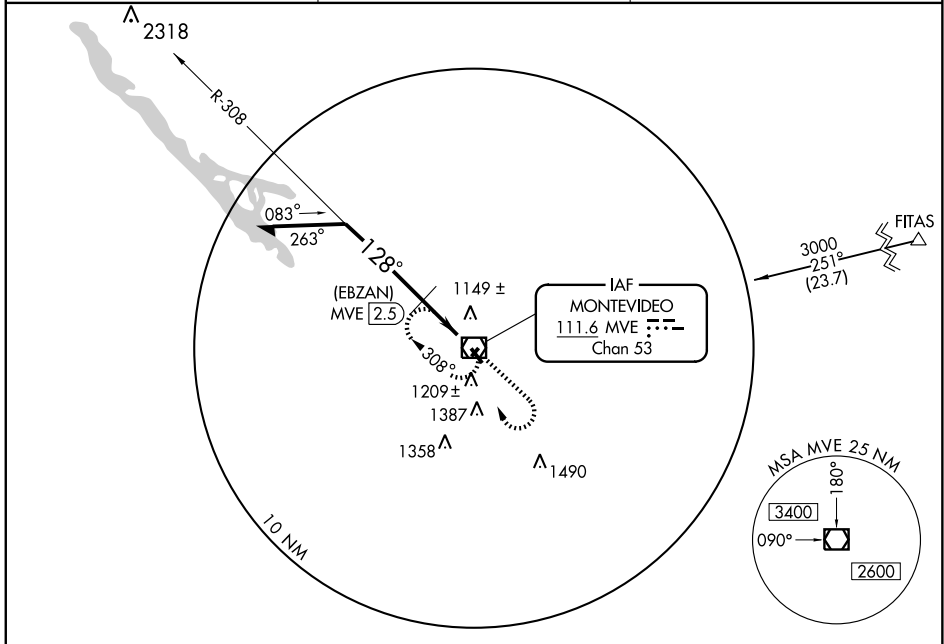 2318
R-308
083°
263°
128°
FITAS
3000
251°
(23.7)
(EBZAN)
MVE 2.5
1149 ±
IAF
MONTEVIDEO
111.6 MVE
Chan 53
308°
1209 ±
1387
1358
1490
10 NM
MSA MVE 25 NM
180°
3400
090°
2600